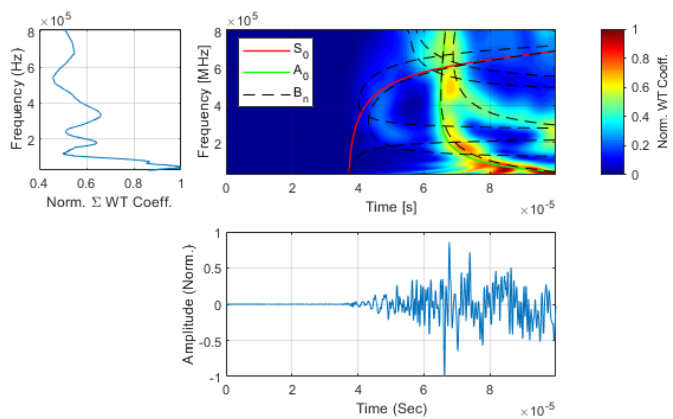 ×10⁵
8
6
4
2
Frequency (Hz)
0.4 0.6 0.8 1
Norm. Σ WT Coeff.
×10⁵
8
6
4
2
Frequency [MHz]
S₀
A₀
Bₙ
0 2 4 6 8
Time [s]
×10⁻⁵
1
0.8
0.6
0.4
0.2
0
Norm. WT Coeff.
1
0.5
0
-0.5
-1
Amplitude (Norm.)
0 2 4 6 8
Time (Sec)
×10⁻⁵